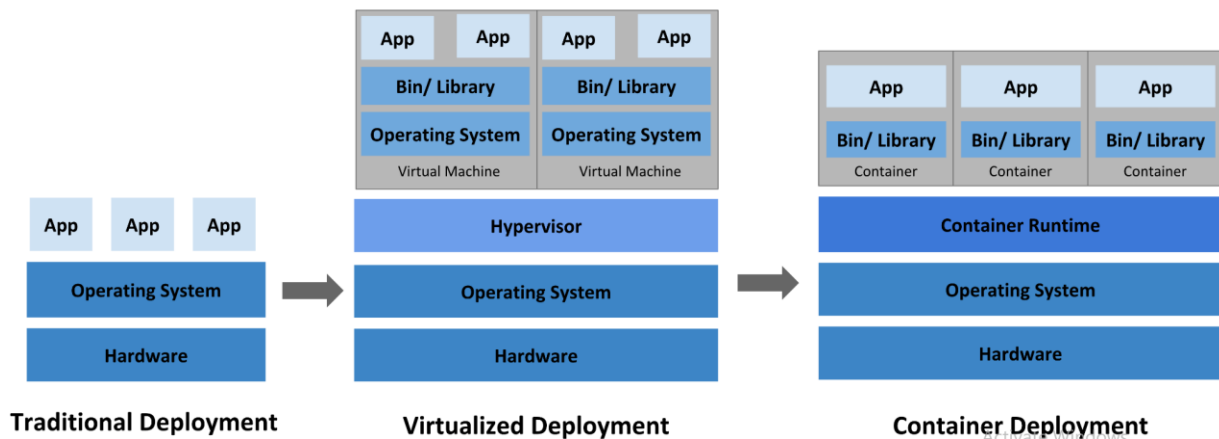 App
App
App
Operating System
Hardware
Traditional Deployment
App
App
App
App
Bin/ Library
Bin/ Library
Operating System
Operating System
Virtual Machine
Virtual Machine
Hypervisor
Operating System
Hardware
Virtualized Deployment
App
App
App
Bin/ Library
Bin/ Library
Bin/ Library
Container
Container
Container
Container Runtime
Operating System
Hardware
Container Deployment
Activate Windows